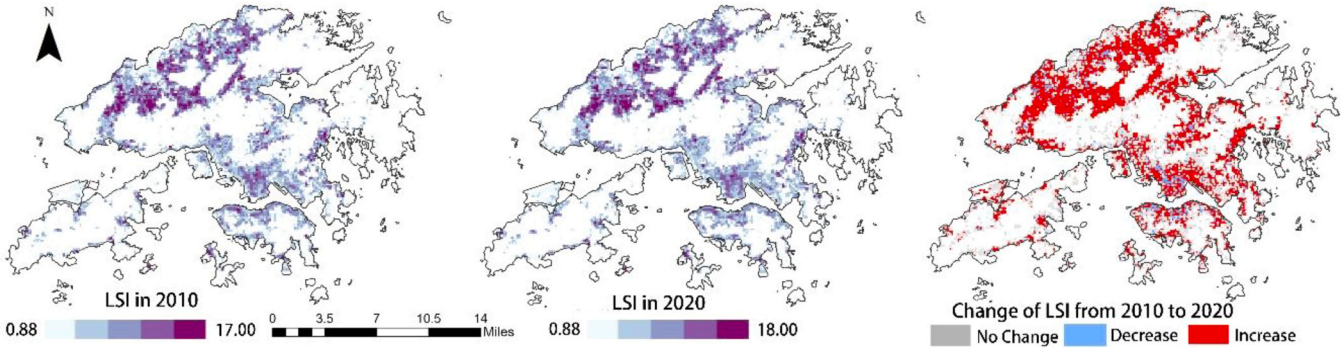 N
LSI in 2010
0.88 17.00
0 3.5 7 10.5 14
Miles
LSI in 2020
0.88 18.00
Change of LSI from 2010 to 2020
No Change Decrease Increase